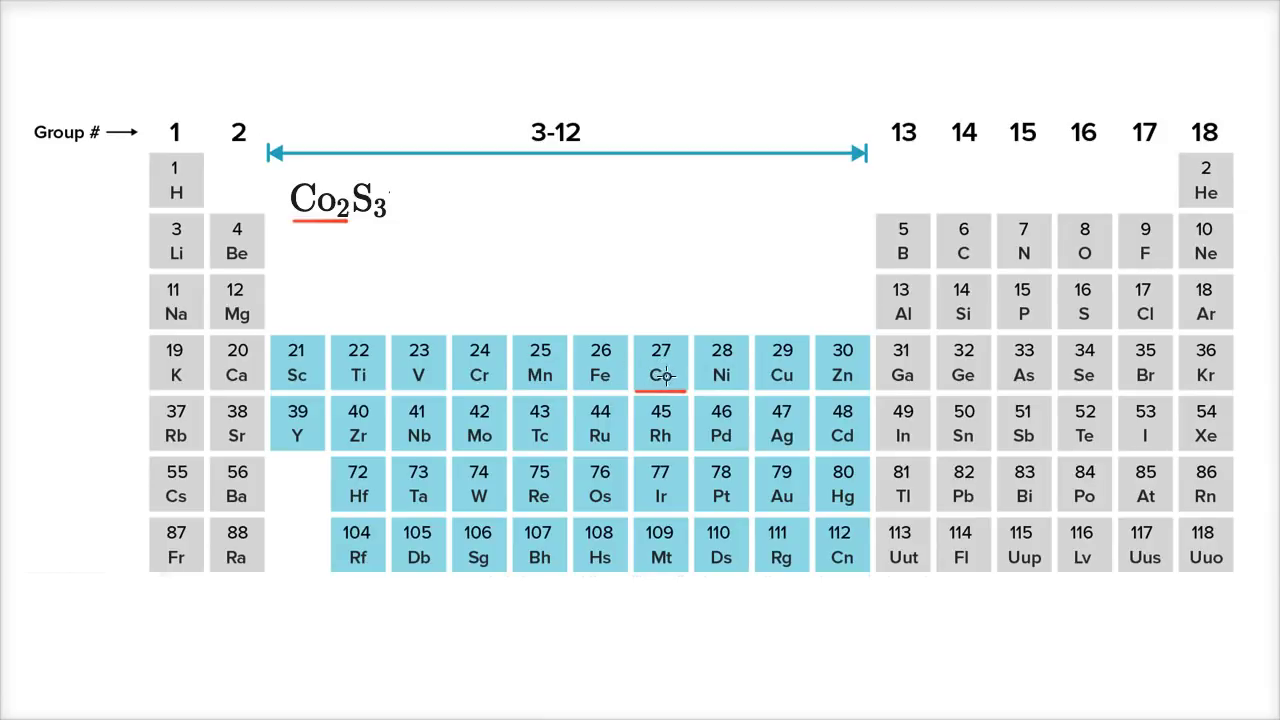 Group # → 1 2 3-12 13 14 15 16 17 18
1 2
H He
Co₂S₃
3 4 5 6 7 8 9 10
Li Be B C N O F Ne
11 12 13 14 15 16 17 18
Na Mg Al Si P S Cl Ar
19 20 21 22 23 24 25 26 27 28 29 30 31 32 33 34 35 36
K Ca Sc Ti V Cr Mn Fe Co Ni Cu Zn Ga Ge As Se Br Kr
37 38 39 40 41 42 43 44 45 46 47 48 49 50 51 52 53 54
Rb Sr Y Zr Nb Mo Tc Ru Rh Pd Ag Cd In Sn Sb Te I Xe
55 56 72 73 74 75 76 77 78 79 80 81 82 83 84 85 86
Cs Ba Hf Ta W Re Os Ir Pt Au Hg Tl Pb Bi Po At Rn
87 88 104 105 106 107 108 109 110 111 112 113 114 115 116 117 118
Fr Ra Rf Db Sg Bh Hs Mt Ds Rg Cn Uut Fl Uup Lv Uus Uuo